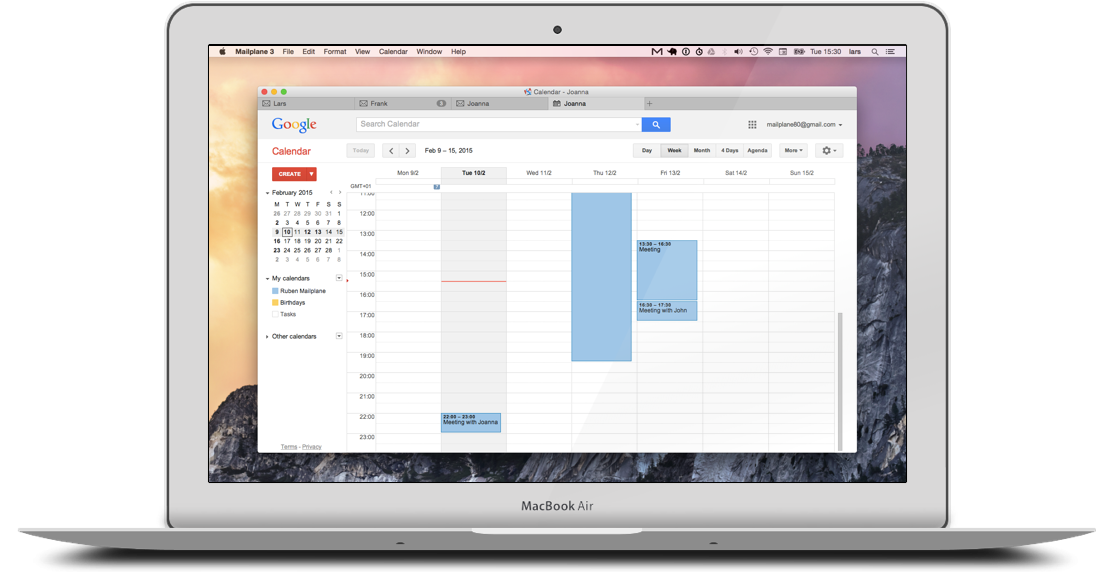 Mailplane 3 File Edit Format View Calendar Window Help Tue 15:30 lars
Calendar - Joanna
Lars Frank 3 Joanna Joanna +
Google Search Calendar mailplane80@gmail.com
Calendar Today Feb 9 – 15, 2015 Day Week Month 4 Days Agenda More
CREATE
Mon 9/2 Tue 10/2 Wed 11/2 Thu 12/2 Fri 13/2 Sat 14/2 Sun 15/2
GMT+01 7
February 2015
M T W T F S S
26 27 28 29 30 31 1
2 3 4 5 6 7 8
9 10 11 12 13 14 15
16 17 18 19 20 21 22
23 24 25 26 27 28 1
2 3 4 5 6 7 8
My calendars
Ruben Mailplane
Birthdays
Tasks
Other calendars
Terms - Privacy
11:00
12:00
13:00
14:00
15:00
16:00
17:00
18:00
19:00
20:00
21:00
22:00
23:00
13:30 – 16:30
Meeting
16:30 – 17:30
Meeting with John
22:00 – 23:00
Meeting with Joanna
MacBook Air